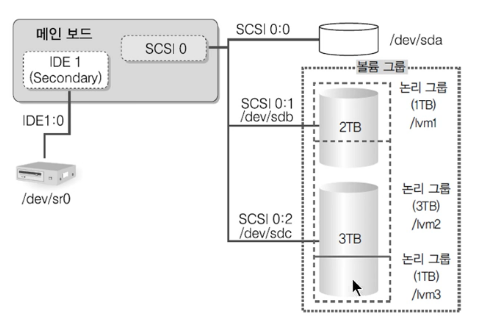 메인 보드
SCSI 0
IDE 1
(Secondary)
IDE1:0
/dev/sr0
SCSI 0:0
/dev/sda
볼륨 그룹
SCSI 0:1
/dev/sdb
2TB
논리 그룹
(1TB)
/lvm1
SCSI 0:2
/dev/sdc
3TB
논리 그룹
(3TB)
/lvm2
논리 그룹
(1TB)
/lvm3